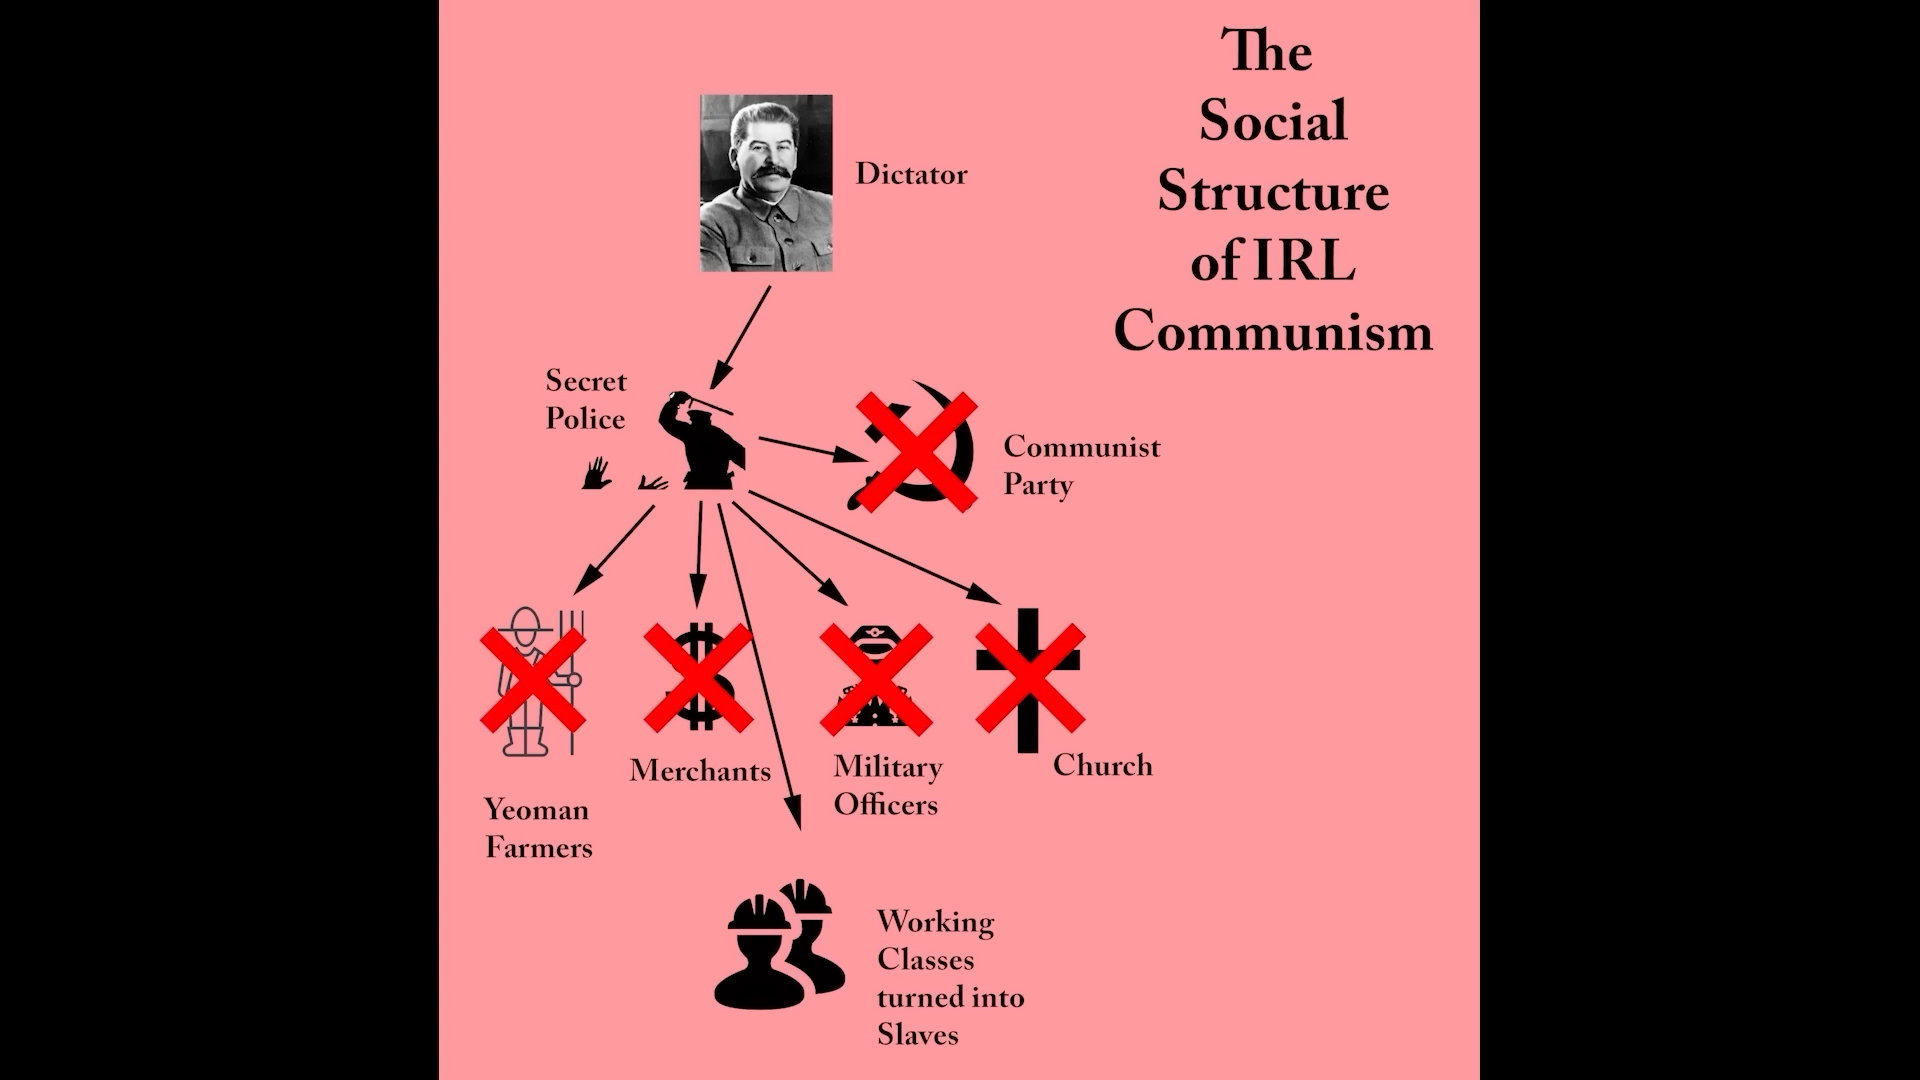 The
Social
Structure
of IRL
Communism
Dictator
Secret
Police
Communist
Party
Yeoman
Farmers
Merchants
Military
Officers
Church
Working
Classes
turned into
Slaves